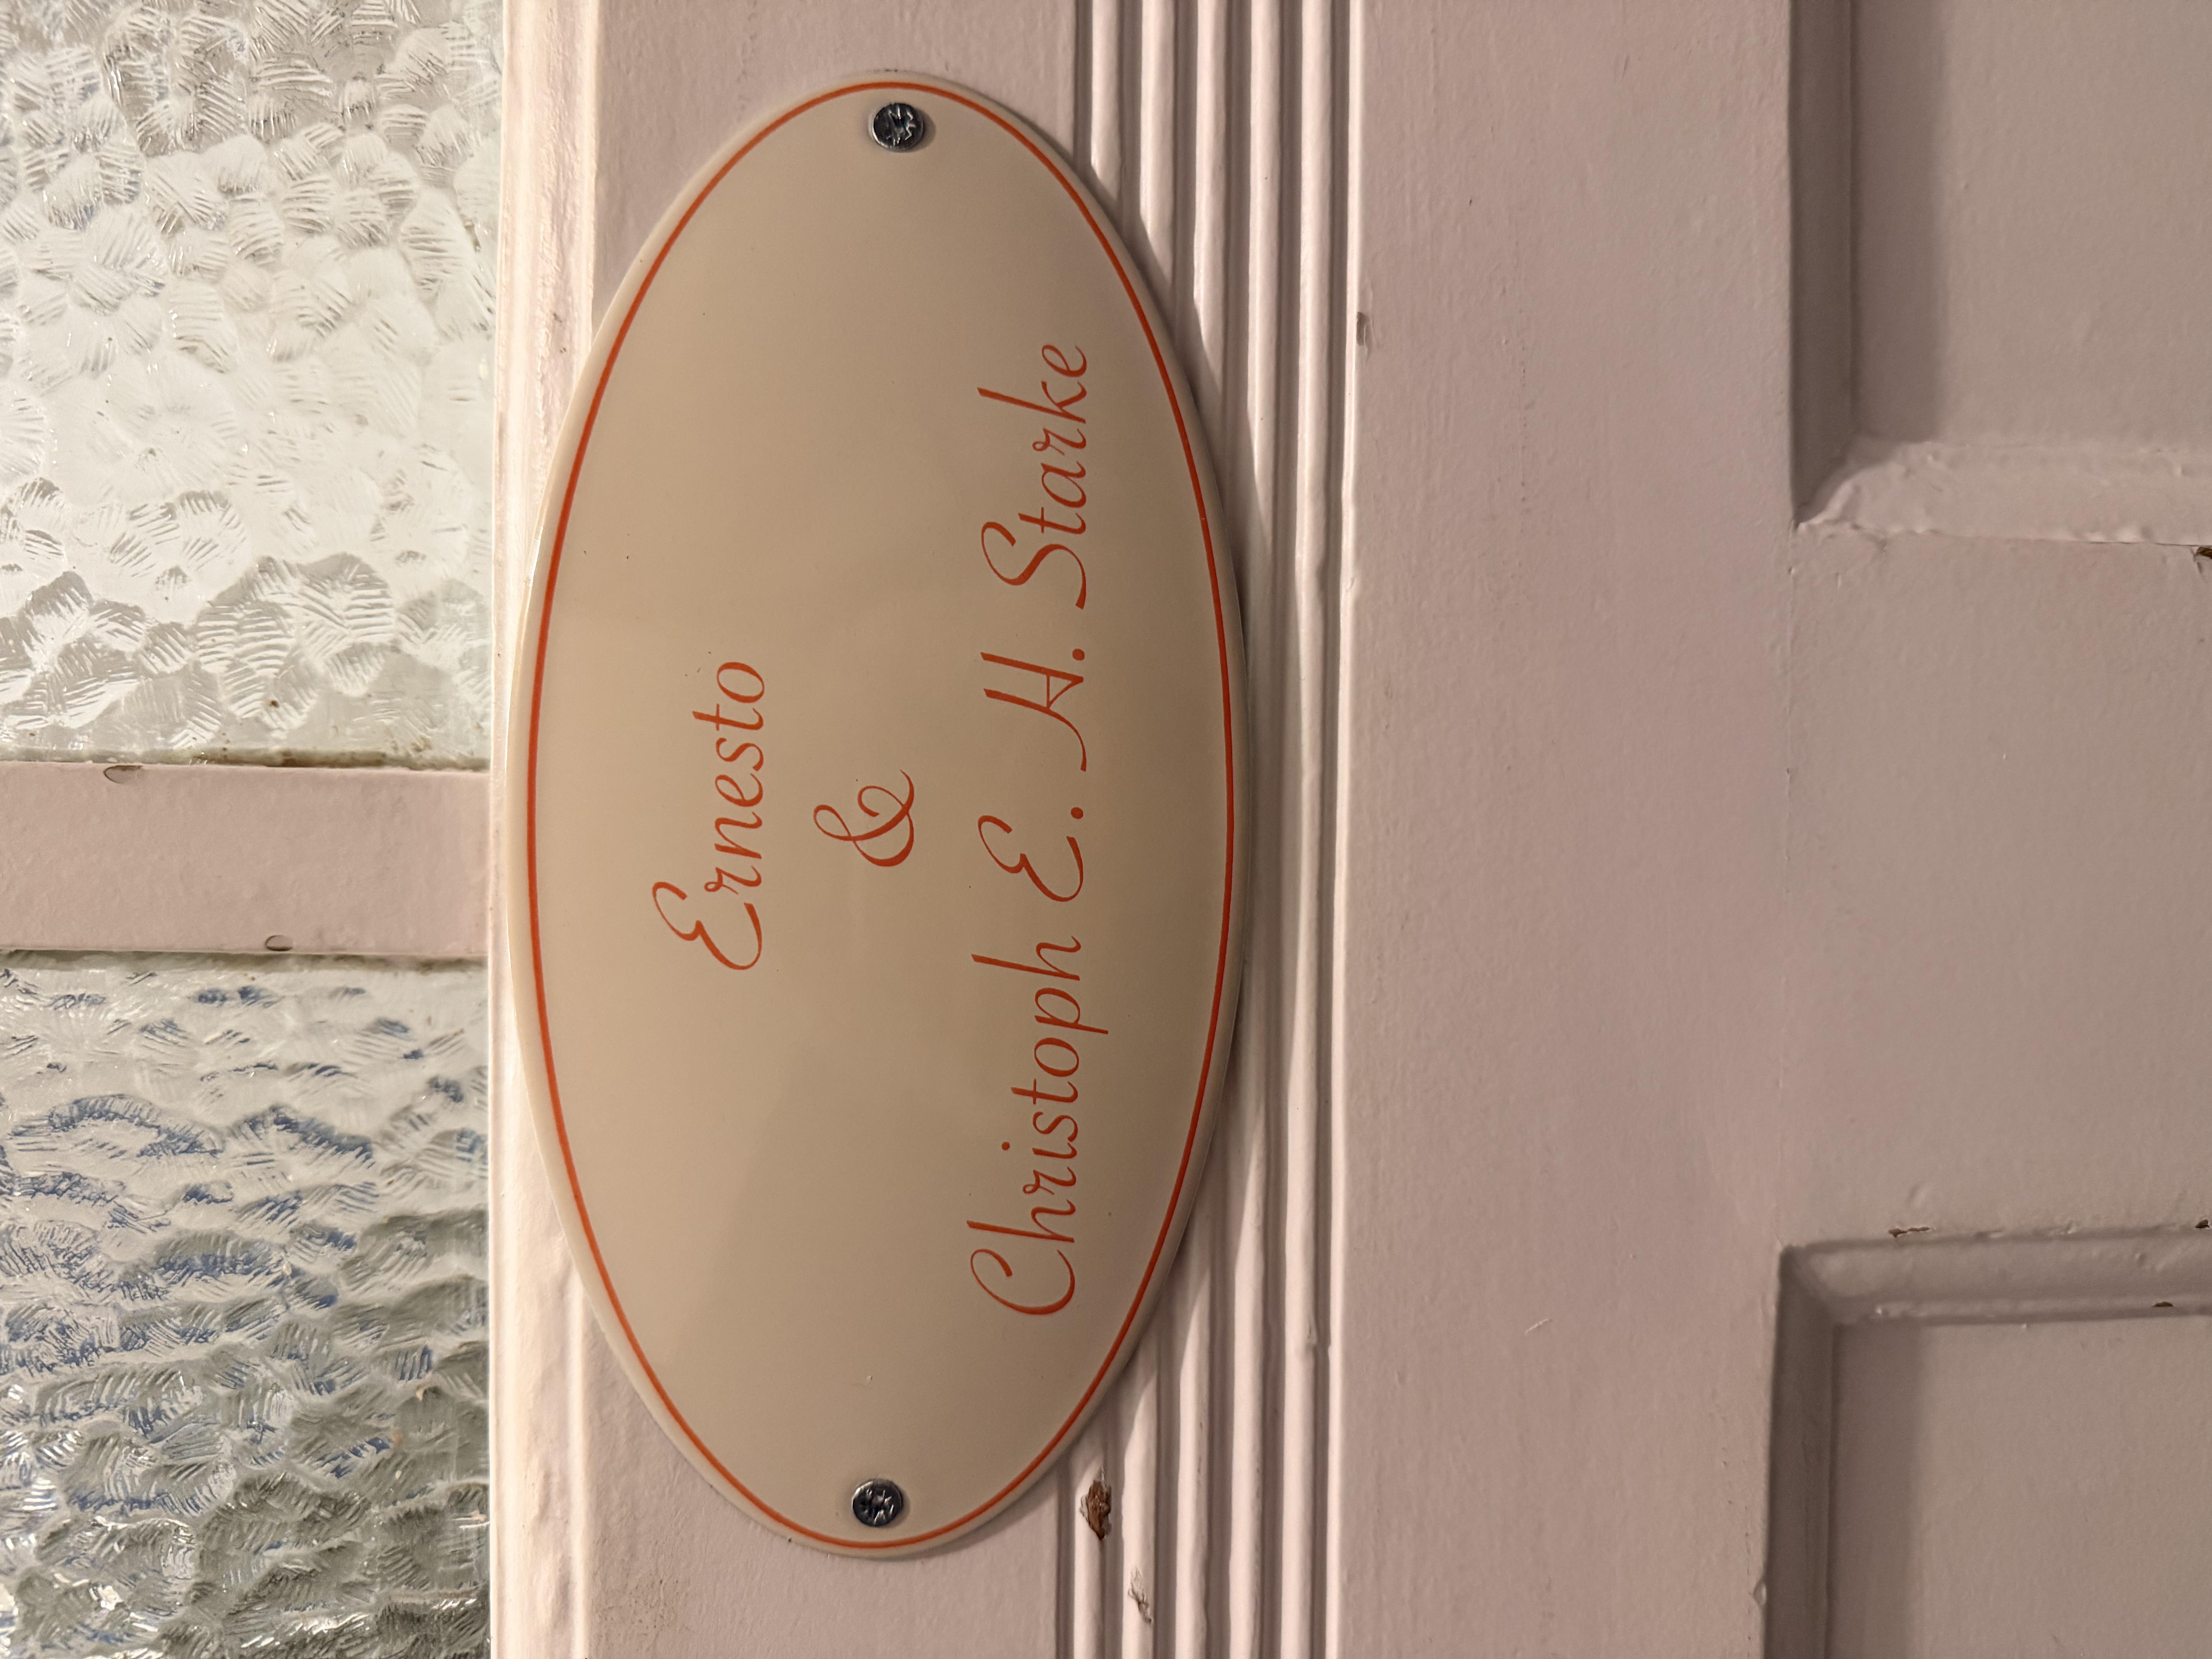 Ernesto
&
Christoph E. H. Starke